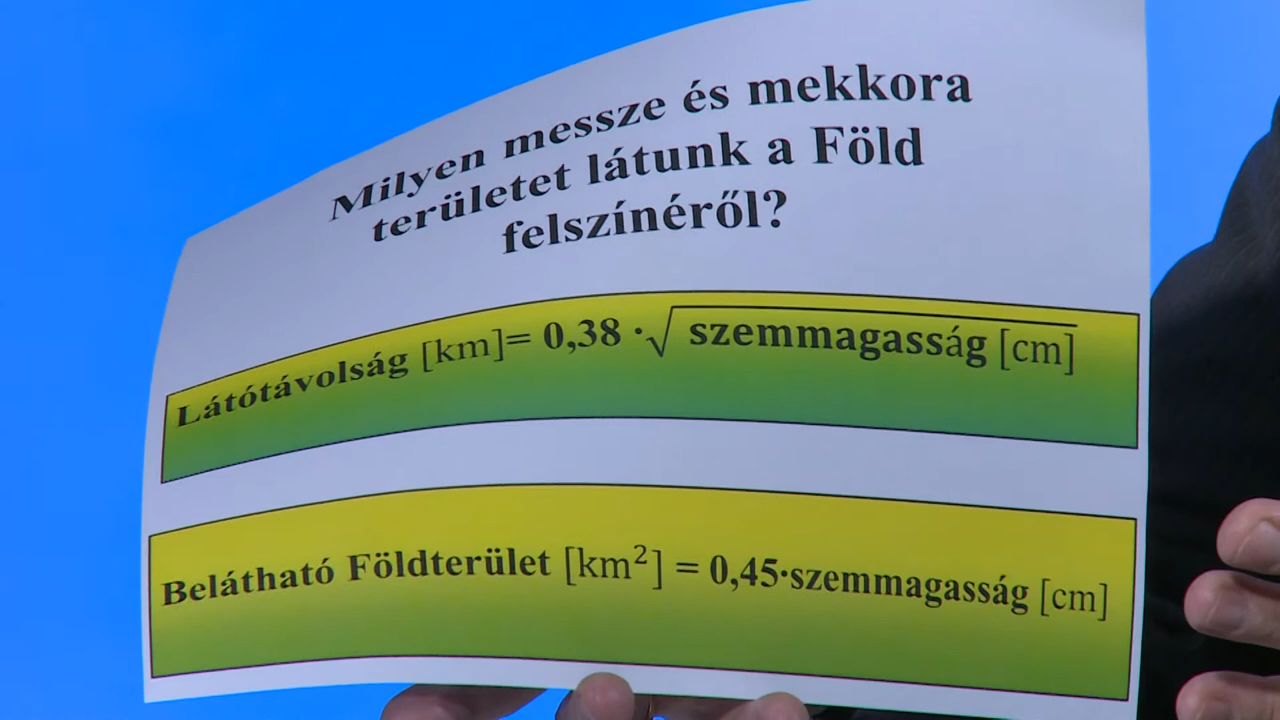 Milyen messze és mekkora
területet látunk a Föld
felszínéről?
Látótávolság [km]= 0,38 ·√szemmagasság [cm]
Belátható Földterület [km²] = 0,45·szemmagasság [cm]